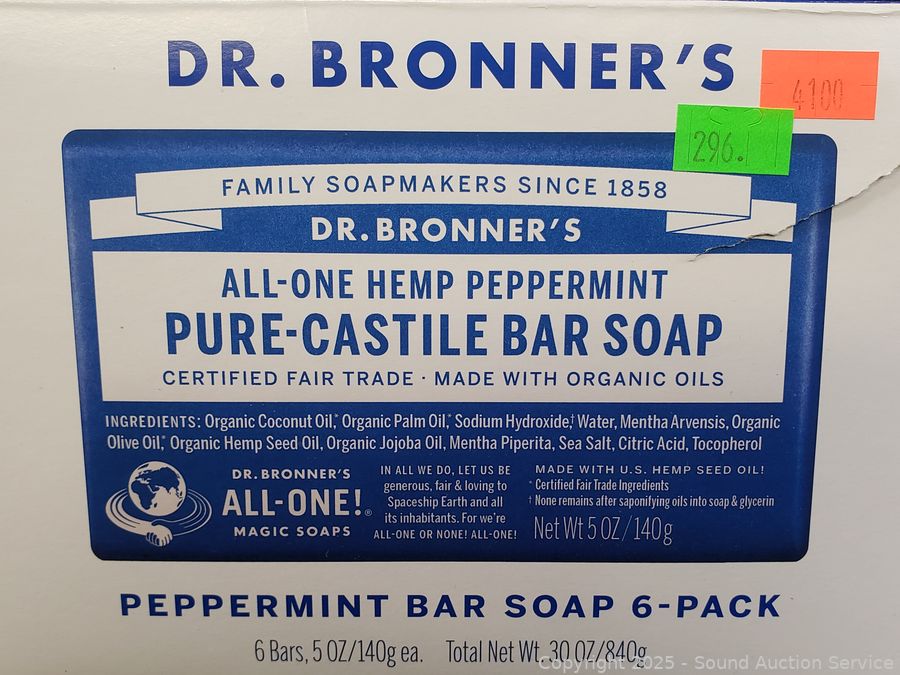 DR. BRONNER'S
4100
296.
FAMILY SOAPMAKERS SINCE 1858
DR. BRONNER'S
ALL-ONE HEMP PEPPERMINT
PURE-CASTILE BAR SOAP
CERTIFIED FAIR TRADE · MADE WITH ORGANIC OILS
INGREDIENTS: Organic Coconut Oil,* Organic Palm Oil,* Sodium Hydroxide,† Water, Mentha Arvensis, Organic
Olive Oil,* Organic Hemp Seed Oil, Organic Jojoba Oil, Mentha Piperita, Sea Salt, Citric Acid, Tocopherol
DR. BRONNER'S
ALL-ONE!®
MAGIC SOAPS
IN ALL WE DO, LET US BE
generous, fair & loving to
Spaceship Earth and all
its inhabitants. For we're
ALL-ONE OR NONE! ALL-ONE!
MADE WITH U.S. HEMP SEED OIL!
* Certified Fair Trade Ingredients
† None remains after saponifying oils into soap & glycerin
Net Wt 5 OZ/140g
PEPPERMINT BAR SOAP 6-PACK
6 Bars, 5 OZ/140g ea. Total Net Wt. 30 OZ/840g
Copyright 2025 - Sound Auction Service